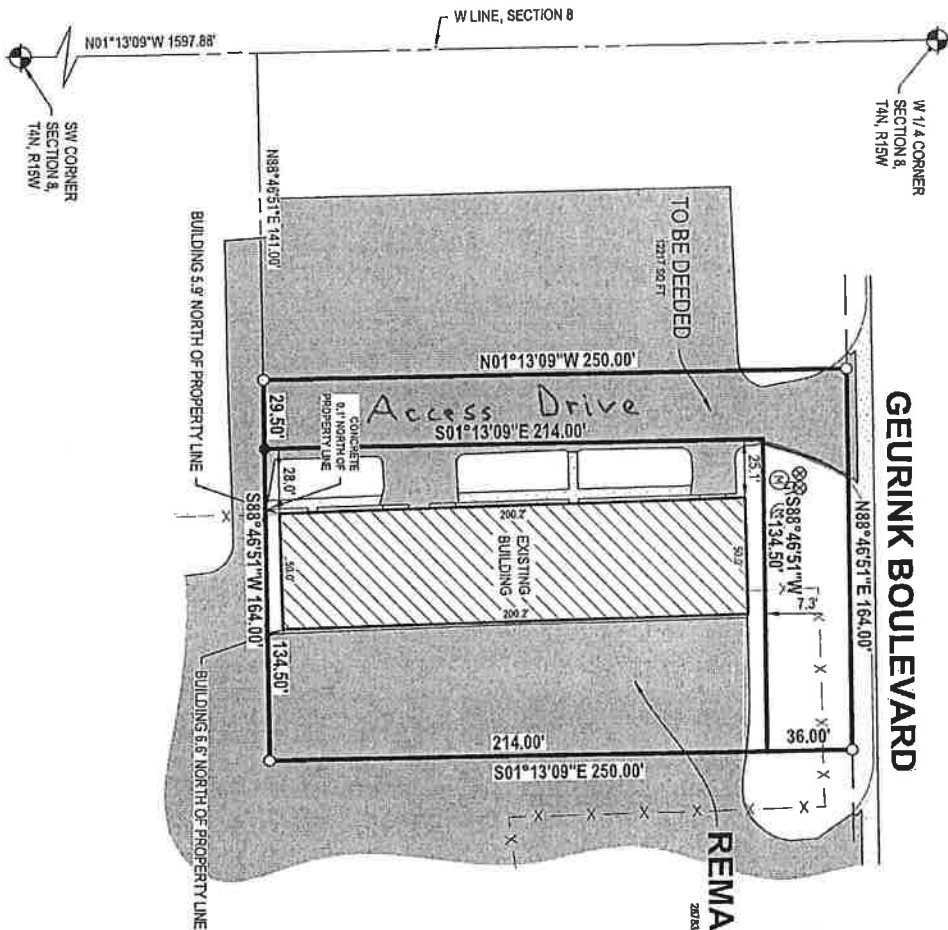 W LINE, SECTION 8
N01°13'09"W 1597.88'
W 1/4 CORNER
SECTION 8,
T4N, R15W
SW CORNER
SECTION 8,
T4N, R15W
N88°46'51"E 141.00'
TO BE DEEDED
12217 SQ FT
GEURINK BOULEVARD
N01°13'09"W 250.00'
N88°46'51"E 164.00'
Access Drive
S01°13'09"E 214.00'
29.50'
CONCRETE
0.1' NORTH OF
PROPERTY LINE
28.0'
25.1'
M
S88°46'51"W
134.50'
7.3'
BUILDING 5.9' NORTH OF PROPERTY LINE
S88°46'51"W 164.00'
50.0'
200.2'
EXISTING
BUILDING
200.2'
50.0'
134.50'
BUILDING 6.6' NORTH OF PROPERTY LINE
214.00'
36.00'
S01°13'09"E 250.00'
REMA
28783